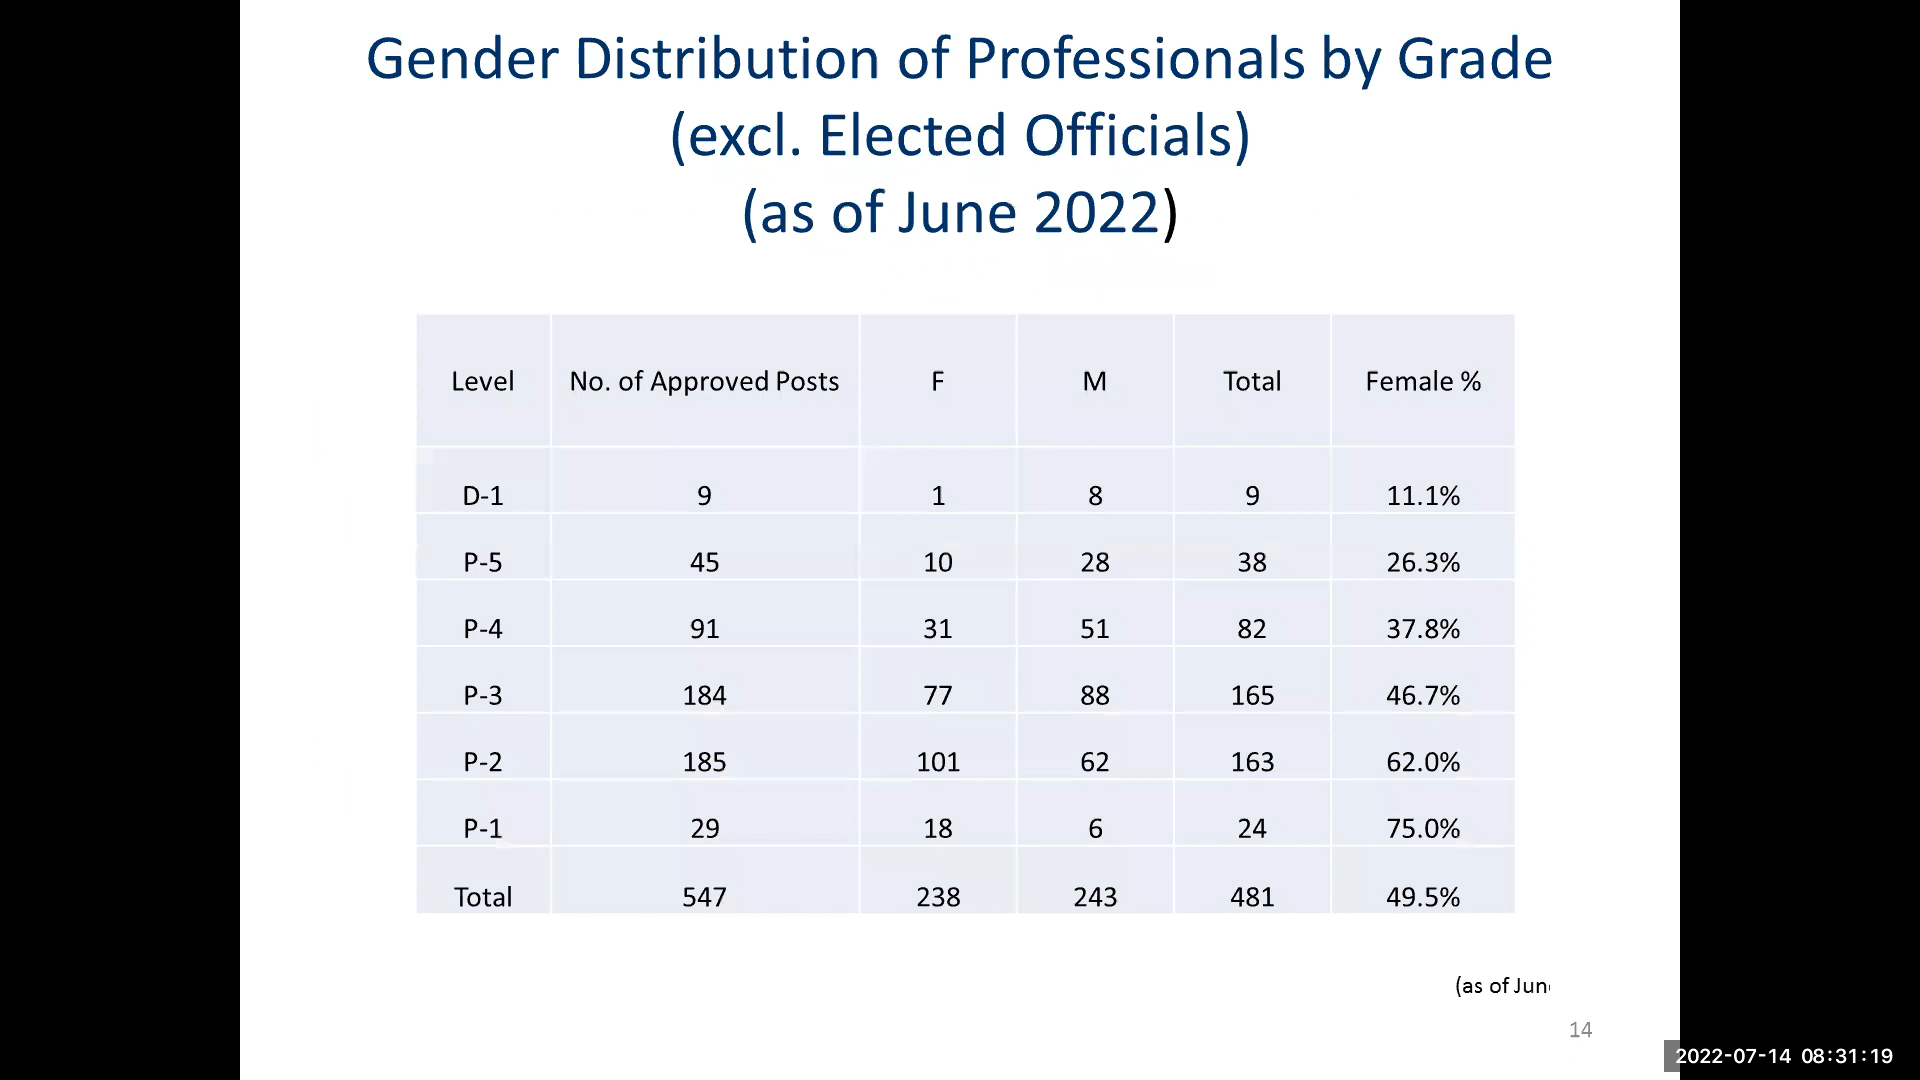 Gender Distribution of Professionals by Grade
(excl. Elected Officials)
(as of June 2022)
Level No. of Approved Posts F M Total Female %
D-1 9 1 8 9 11.1%
P-5 45 10 28 38 26.3%
P-4 91 31 51 82 37.8%
P-3 184 77 88 165 46.7%
P-2 185 101 62 163 62.0%
P-1 29 18 6 24 75.0%
Total 547 238 243 481 49.5%
(as of Jun
14
2022-07-14 08:31:19